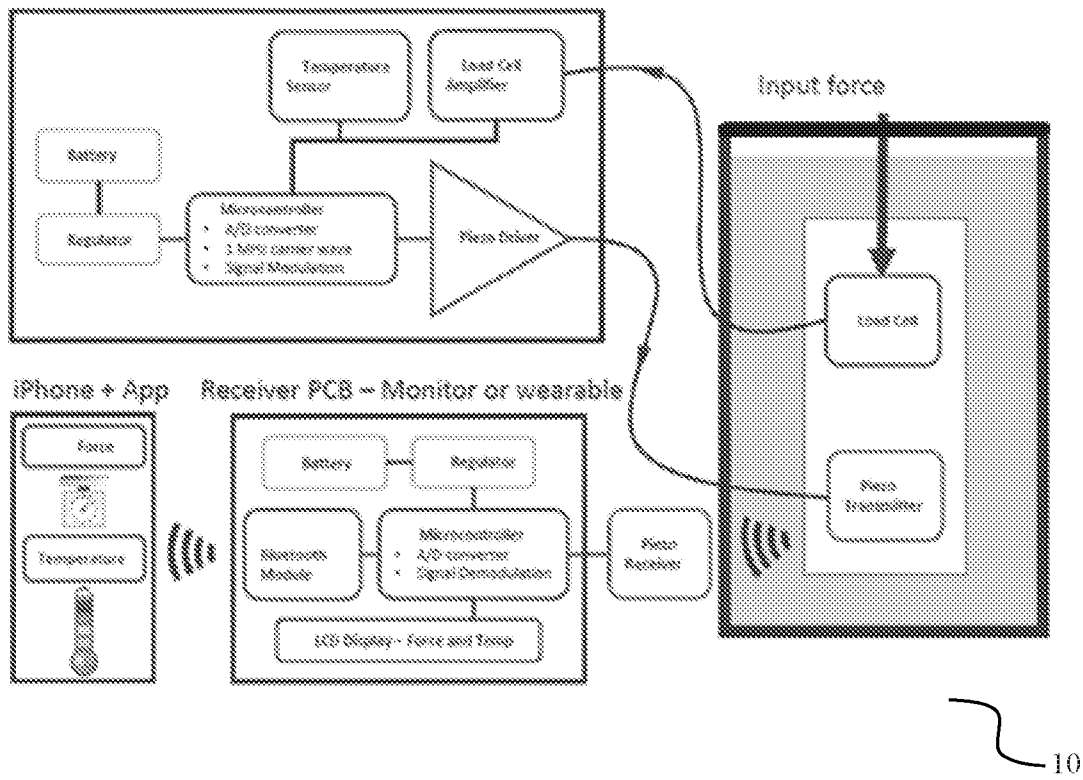 Temperature
Sensor
Load Cell
Amplifier
Input force
Battery
Regulator
Microcontroller
• A/D converter
• 1 MHz carrier wave
• Signal Modulation
Piezo Driver
Load Cell
iPhone + App
Receiver PCB – Monitor or wearable
Force
Temperature
Battery
Regulator
Bluetooth
Module
Microcontroller
• A/D converter
• Signal Demodulation
LCD Display – Force and Temp
Piezo
Receiver
Piezo
Transmitter
10